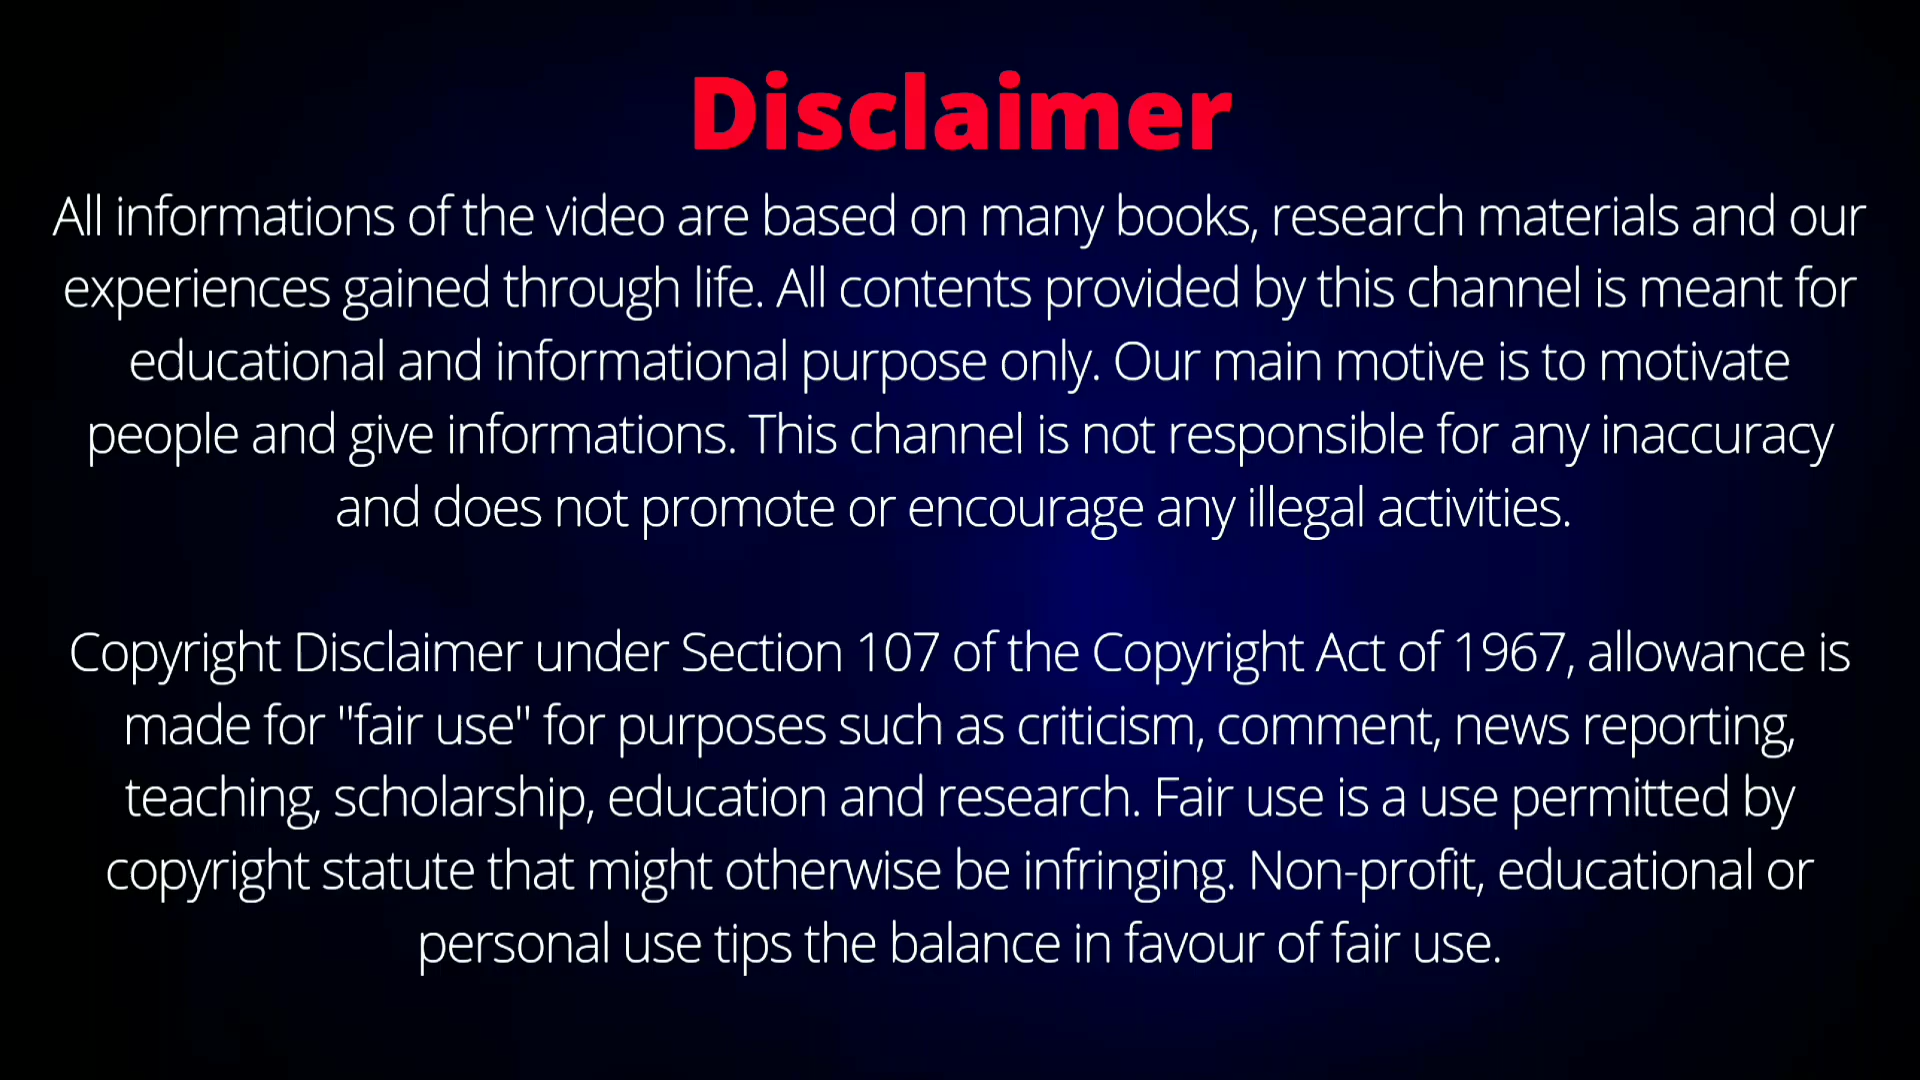 Disclaimer
All informations of the video are based on many books, research materials and our
experiences gained through life. All contents provided by this channel is meant for
educational and informational purpose only. Our main motive is to motivate
people and give informations. This channel is not responsible for any inaccuracy
and does not promote or encourage any illegal activities.
Copyright Disclaimer under Section 107 of the Copyright Act of 1967, allowance is
made for "fair use" for purposes such as criticism, comment, news reporting,
teaching, scholarship, education and research. Fair use is a use permitted by
copyright statute that might otherwise be infringing. Non-profit, educational or
personal use tips the balance in favour of fair use.